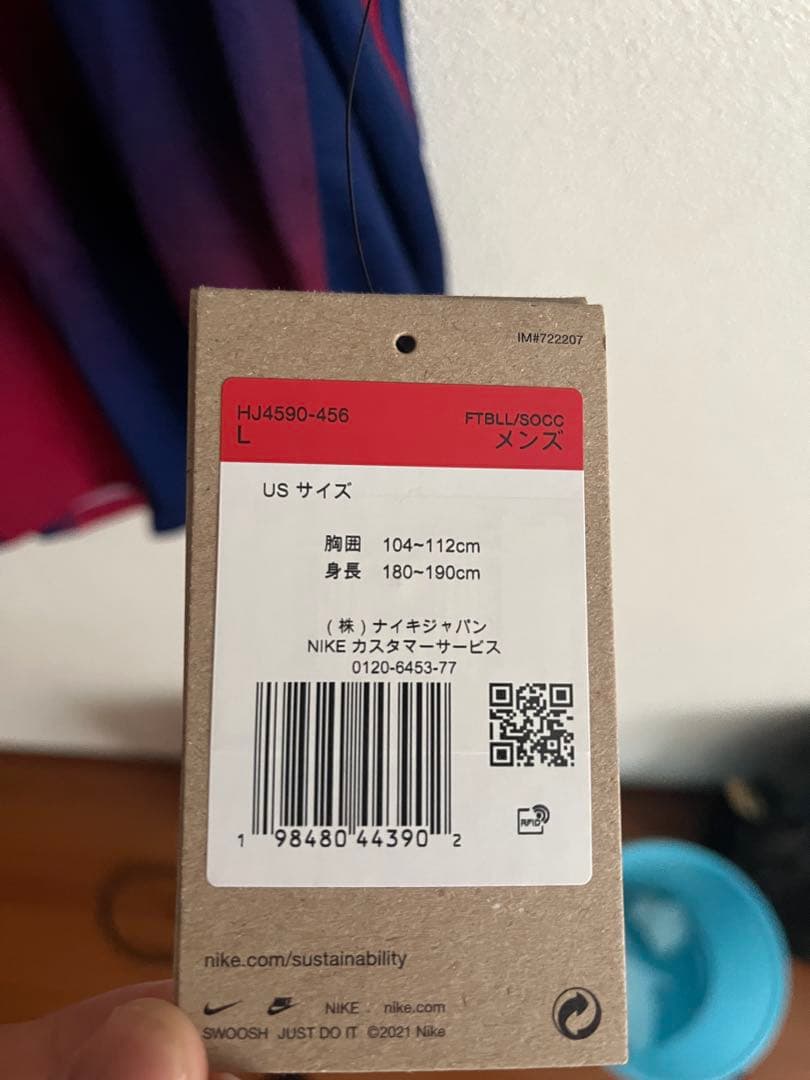 IM#722207
HJ4590-456 FTBLL/SOCC
L メンズ
US サイズ
胸囲 104~112cm
身長 180~190cm
(株)ナイキジャパン
NIKE カスタマーサービス
0120-6453-77
RFID
1 98480 44390 2
nike.com/sustainability
NIKE . nike.com
SWOOSH JUST DO IT ©2021 Nike